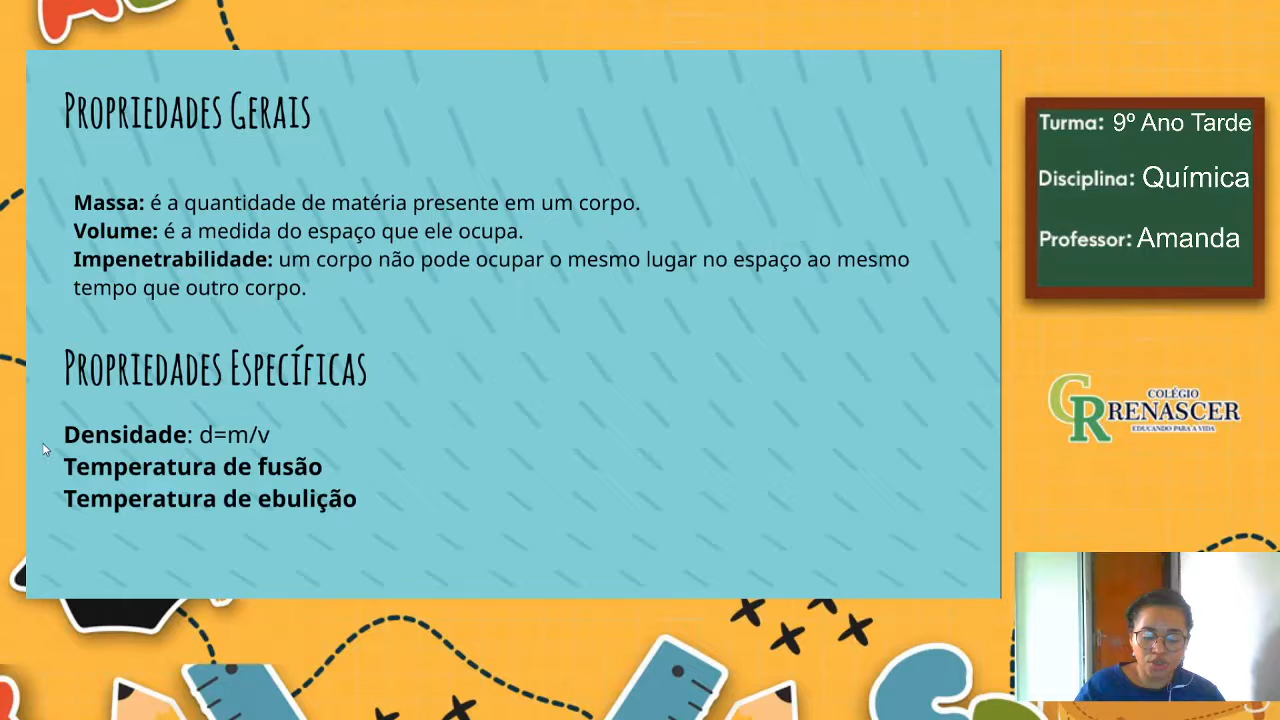 Propriedades Gerais
Massa: é a quantidade de matéria presente em um corpo.
Volume: é a medida do espaço que ele ocupa.
Impenetrabilidade: um corpo não pode ocupar o mesmo lugar no espaço ao mesmo
tempo que outro corpo.
Propriedades Específicas
Densidade: d=m/v
Temperatura de fusão
Temperatura de ebulição
Turma: 9º Ano Tarde
Disciplina: Química
Professor: Amanda
CR
COLÉGIO
RENASCER
EDUCANDO PARA A VIDA